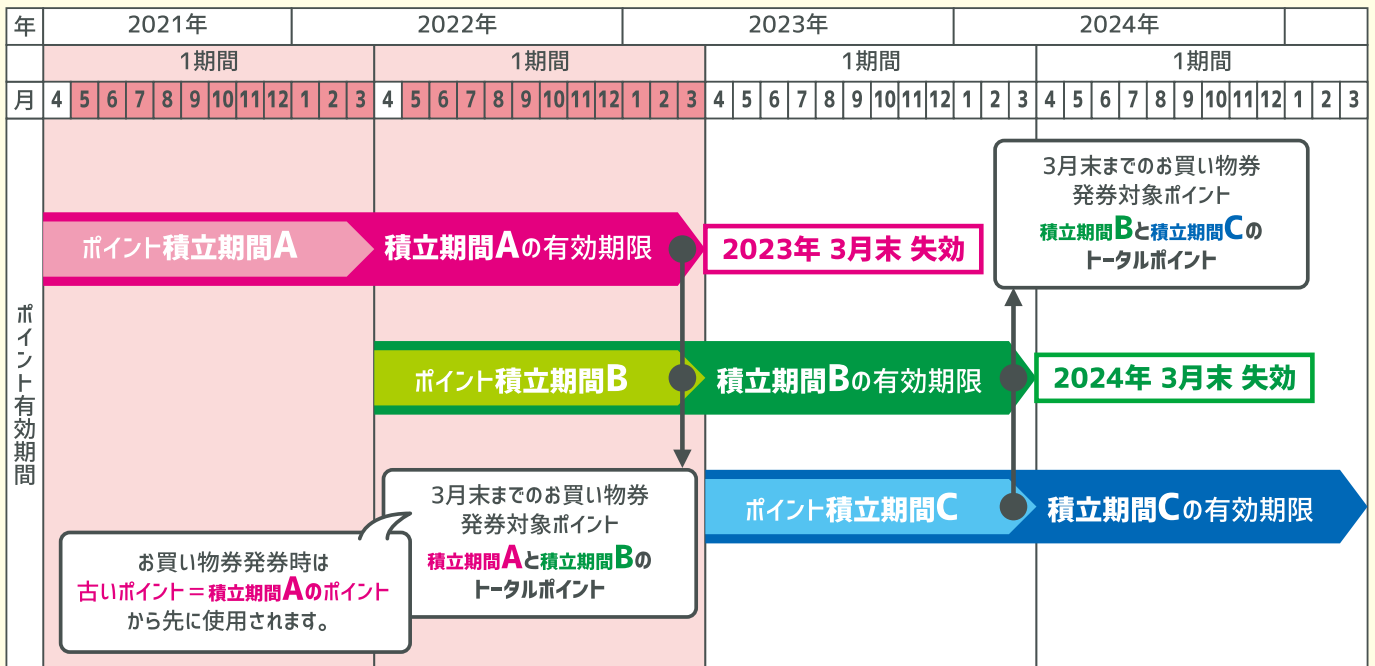 年 2021年 2022年 2023年 2024年
1期間 1期間 1期間 1期間
月 4 5 6 7 8 9 10 11 12 1 2 3 4 5 6 7 8 9 10 11 12 1 2 3 4 5 6 7 8 9 10 11 12 1 2 3 4 5 6 7 8 9 10 11 12 1 2 3
ポイント有効期間
ポイント積立期間A 積立期間Aの有効期限 2023年 3月末 失効
3月末までのお買い物券
発券対象ポイント
積立期間Bと積立期間Cの
トータルポイント
ポイント積立期間B 積立期間Bの有効期限 2024年 3月末 失効
ポイント積立期間C 積立期間Cの有効期限
3月末までのお買い物券
発券対象ポイント
積立期間Aと積立期間Bの
トータルポイント
お買い物券発券時は
古いポイント=積立期間Aのポイント
から先に使用されます。